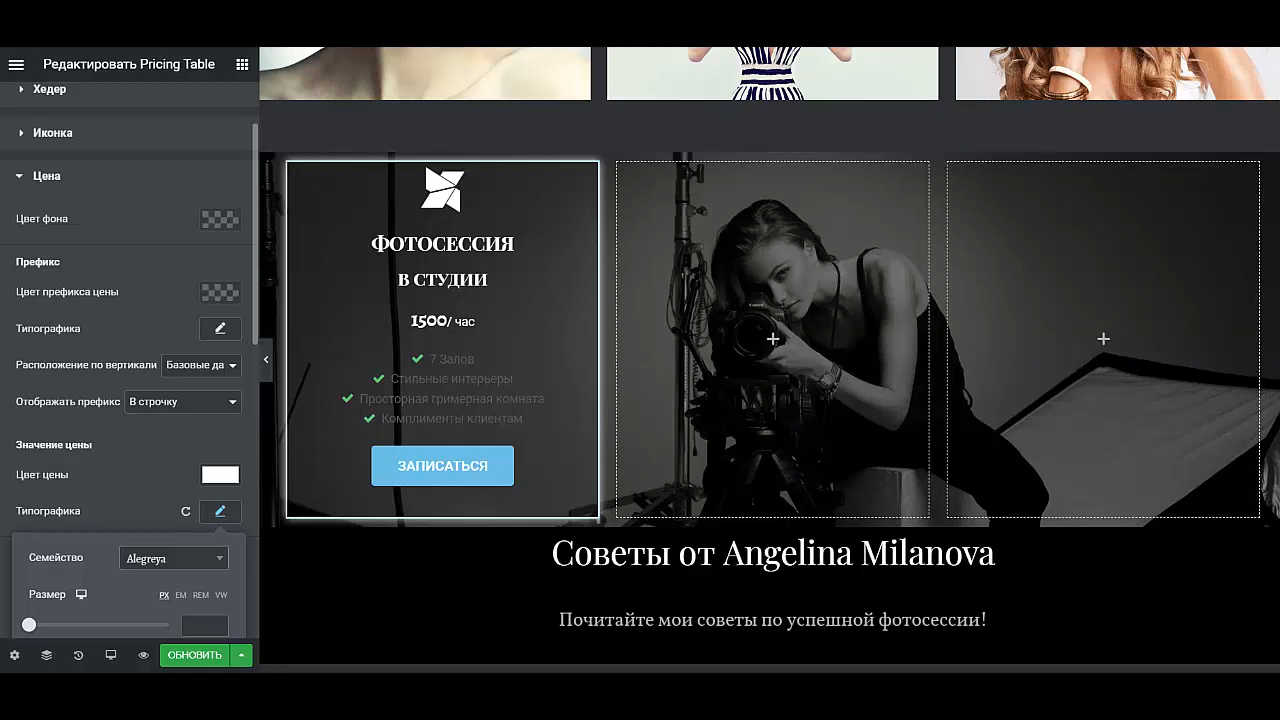 Редактировать Pricing Table
Хедер
Иконка
Цена
Цвет фона
Префикс
Цвет префикса цены
Типографика
Расположение по вертикали
Базовые да
Отображать префикс
В строчку
Значение цены
Цвет цены
Типографика
Семейство
Alegreya
Размер
PX EM REM VW
ОБНОВИТЬ
ФОТОСЕССИЯ
В СТУДИИ
1500/ час
7 Залов
Стильные интерьеры
Просторная гримерная комната
Комплименты клиентам
ЗАПИСАТЬСЯ
Советы от Angelina Milanova
Почитайте мои советы по успешной фотосессии!